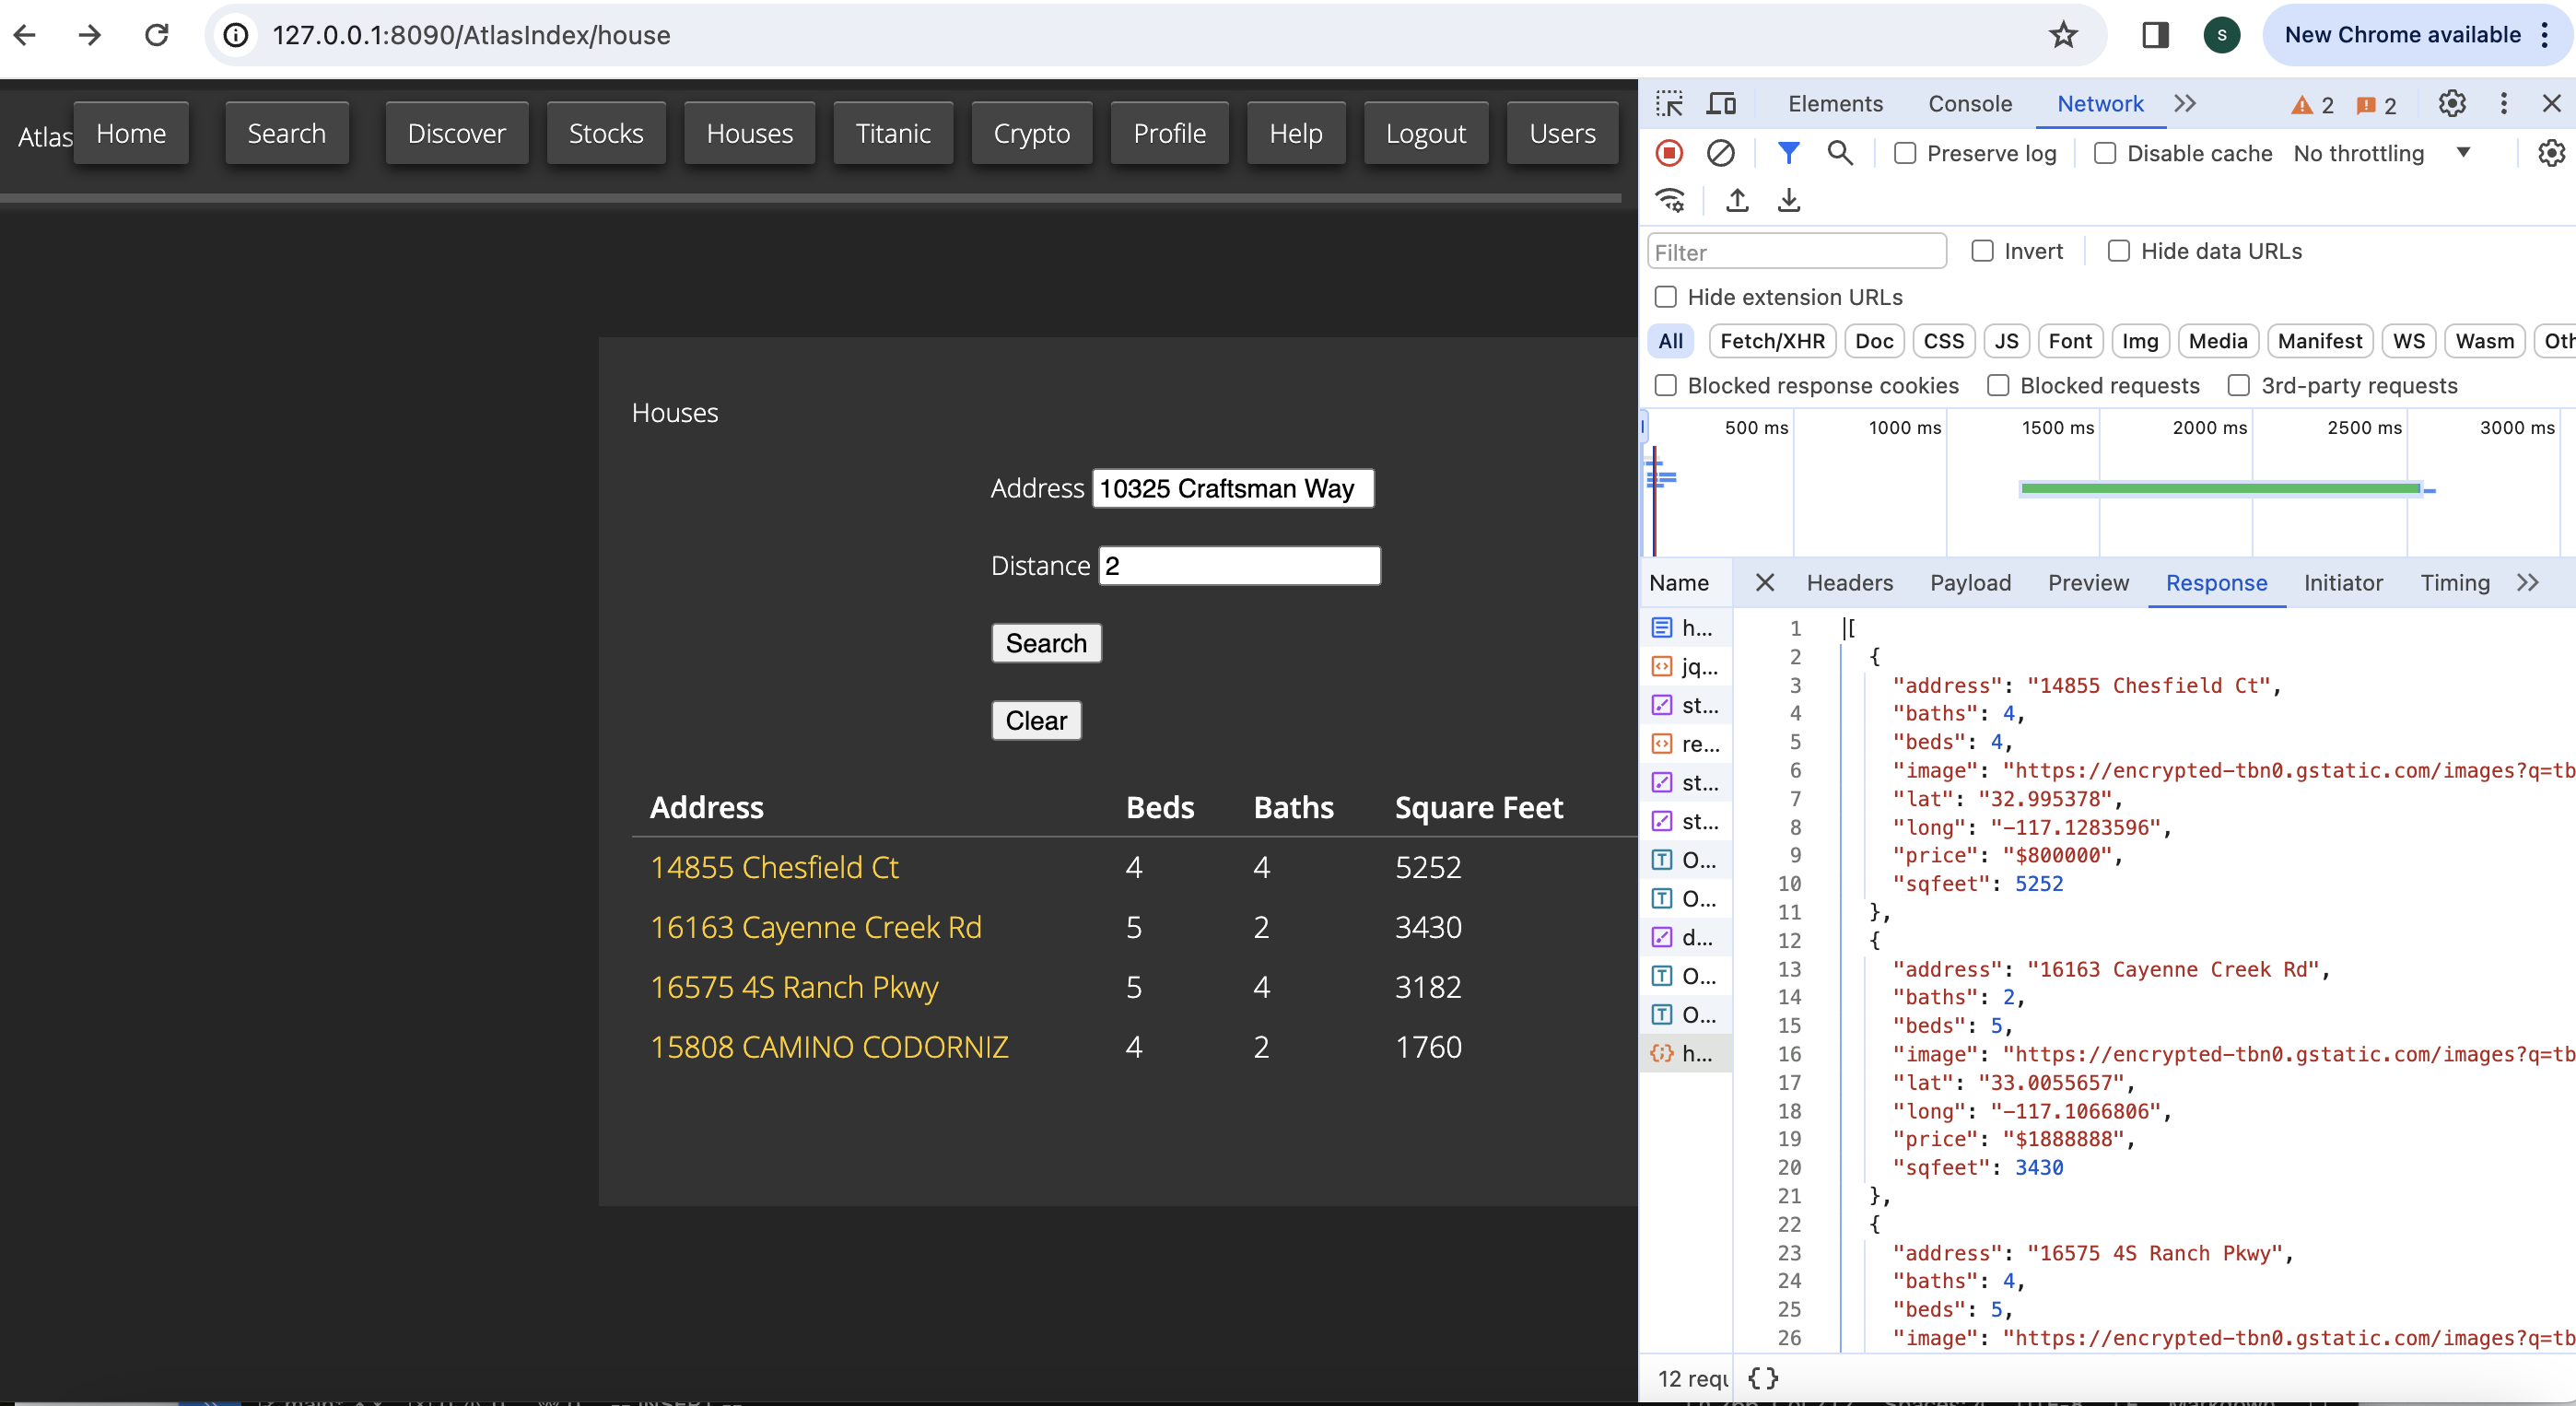 127.0.0.1:8090/AtlasIndex/house
S
New Chrome available
Atlas Home Search Discover Stocks Houses Titanic Crypto Profile Help Logout Users
Houses
Address 10325 Craftsman Way
Distance 2
Search
Clear
Address Beds Baths Square Feet
14855 Chesfield Ct 4 4 5252
16163 Cayenne Creek Rd 5 2 3430
16575 4S Ranch Pkwy 5 4 3182
15808 CAMINO CODORNIZ 4 2 1760
Elements Console Network 2 2
Preserve log Disable cache No throttling
Filter Invert Hide data URLs
Hide extension URLs
All Fetch/XHR Doc CSS JS Font Img Media Manifest WS Wasm Oth
Blocked response cookies Blocked requests 3rd-party requests
500 ms 1000 ms 1500 ms 2000 ms 2500 ms 3000 ms
Name Headers Payload Preview Response Initiator Timing
h...
jq...
st...
re...
st...
st...
O...
O...
d...
O...
O...
h...
1 [
2 {
3 "address": "14855 Chesfield Ct",
4 "baths": 4,
5 "beds": 4,
6 "image": "https://encrypted-tbn0.gstatic.com/images?q=tb
7 "lat": "32.995378",
8 "long": "-117.1283596",
9 "price": "$800000",
10 "sqfeet": 5252
11 },
12 {
13 "address": "16163 Cayenne Creek Rd",
14 "baths": 2,
15 "beds": 5,
16 "image": "https://encrypted-tbn0.gstatic.com/images?q=tb
17 "lat": "33.0055657",
18 "long": "-117.1066806",
19 "price": "$1888888",
20 "sqfeet": 3430
21 },
22 {
23 "address": "16575 4S Ranch Pkwy",
24 "baths": 4,
25 "beds": 5,
26 "image": "https://encrypted-tbn0.gstatic.com/images?q=tb
12 requ {}